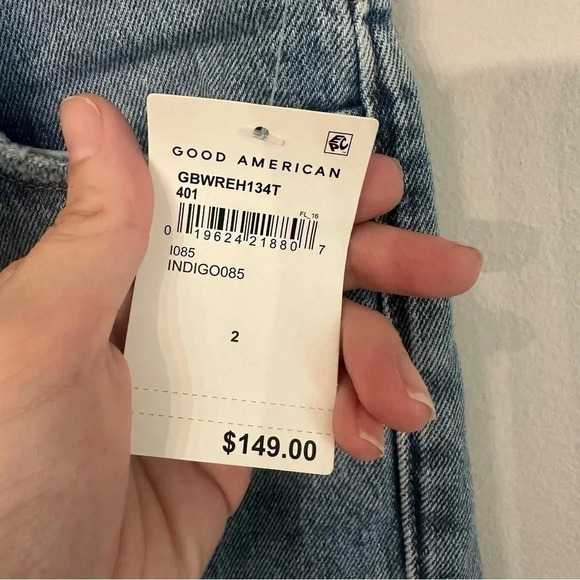 GOOD AMERICAN
GBWREH134T
401
FL_16
0 19624 21880 7
I085
INDIGO085
2
$149.00